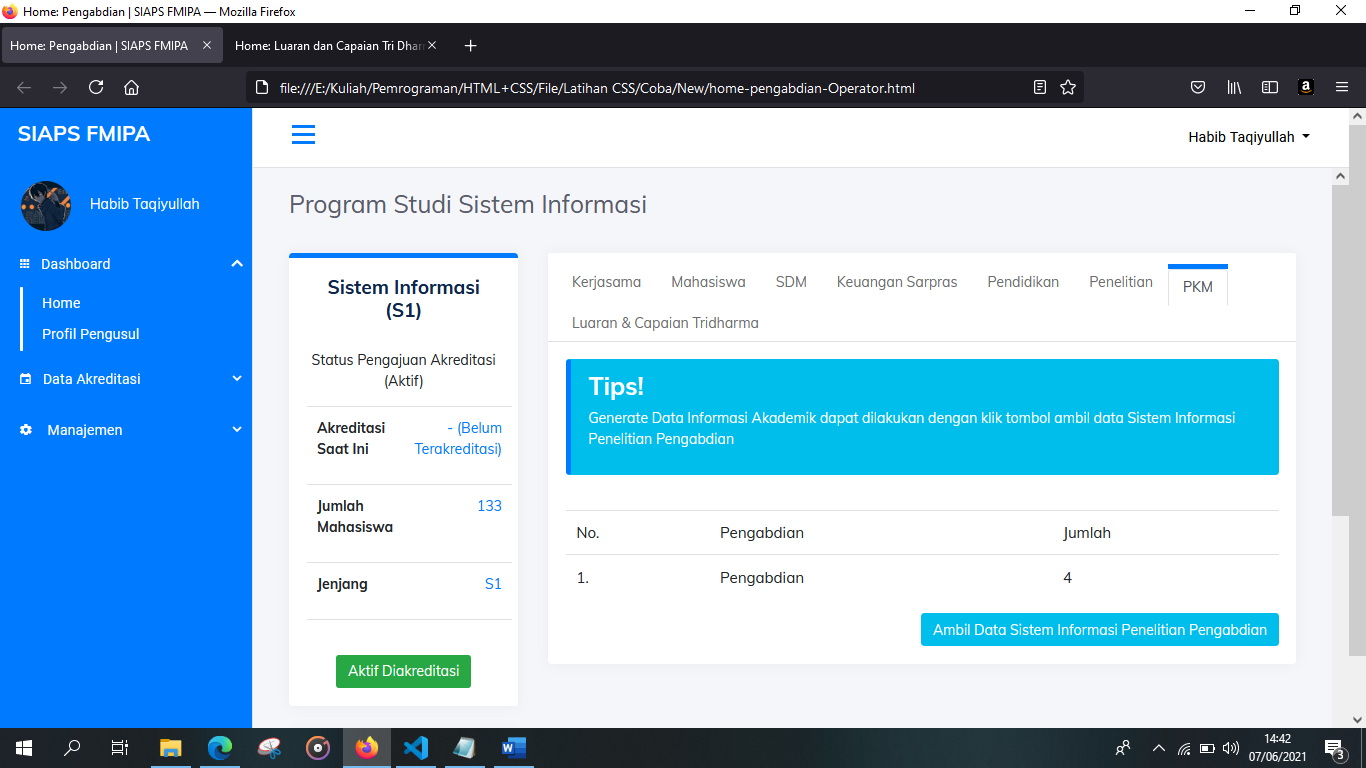 Home: Pengabdian | SIAPS FMIPA — Mozilla Firefox
Home: Pengabdian | SIAPS FMIPA
Home: Luaran dan Capaian Tri Dhar
file:///E:/Kuliah/Pemrograman/HTML+CSS/File/Latihan CSS/Coba/New/home-pengabdian-Operator.html
SIAPS FMIPA
Habib Taqiyullah
Habib Taqiyullah
Dashboard
Home
Profil Pengusul
Data Akreditasi
Manajemen
Program Studi Sistem Informasi
Sistem Informasi
(S1)
Status Pengajuan Akreditasi
(Aktif)
Akreditasi Saat Ini
- (Belum Terakreditasi)
Jumlah Mahasiswa
133
Jenjang
S1
Aktif Diakreditasi
Kerjasama Mahasiswa SDM Keuangan Sarpras Pendidikan Penelitian PKM
Luaran & Capaian Tridharma
Tips!
Generate Data Informasi Akademik dapat dilakukan dengan klik tombol ambil data Sistem Informasi
Penelitian Pengabdian
No. Pengabdian Jumlah
1. Pengabdian 4
Ambil Data Sistem Informasi Penelitian Pengabdian
14:42
07/06/2021
3